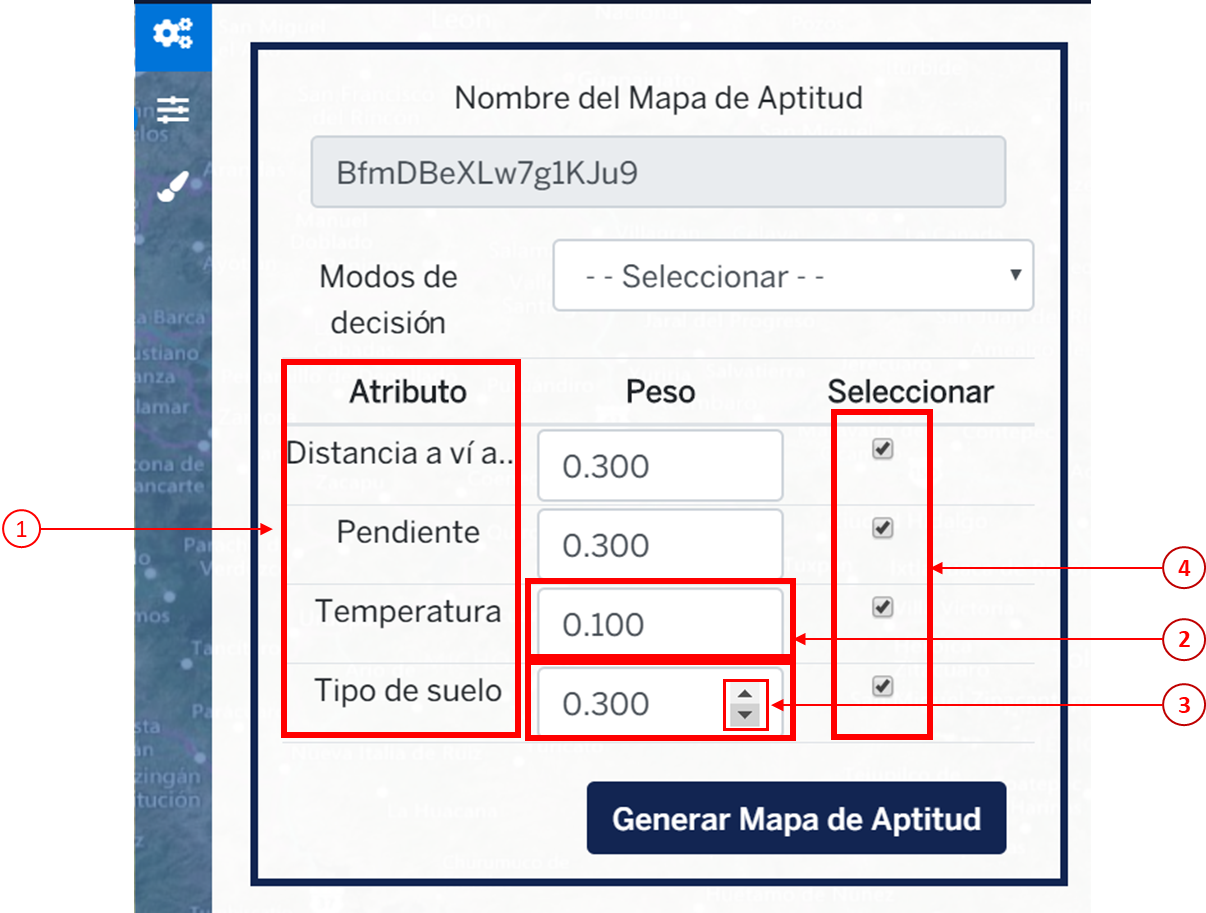 Nombre del Mapa de Aptitud
BfmDBeXLw7g1KJu9
Modos de
decisión
- - Seleccionar - -
Atributo Peso Seleccionar
Distancia a ví a..
0.300
Pendiente
0.300
Temperatura
0.100
Tipo de suelo
0.300
1
4
2
3
Generar Mapa de Aptitud